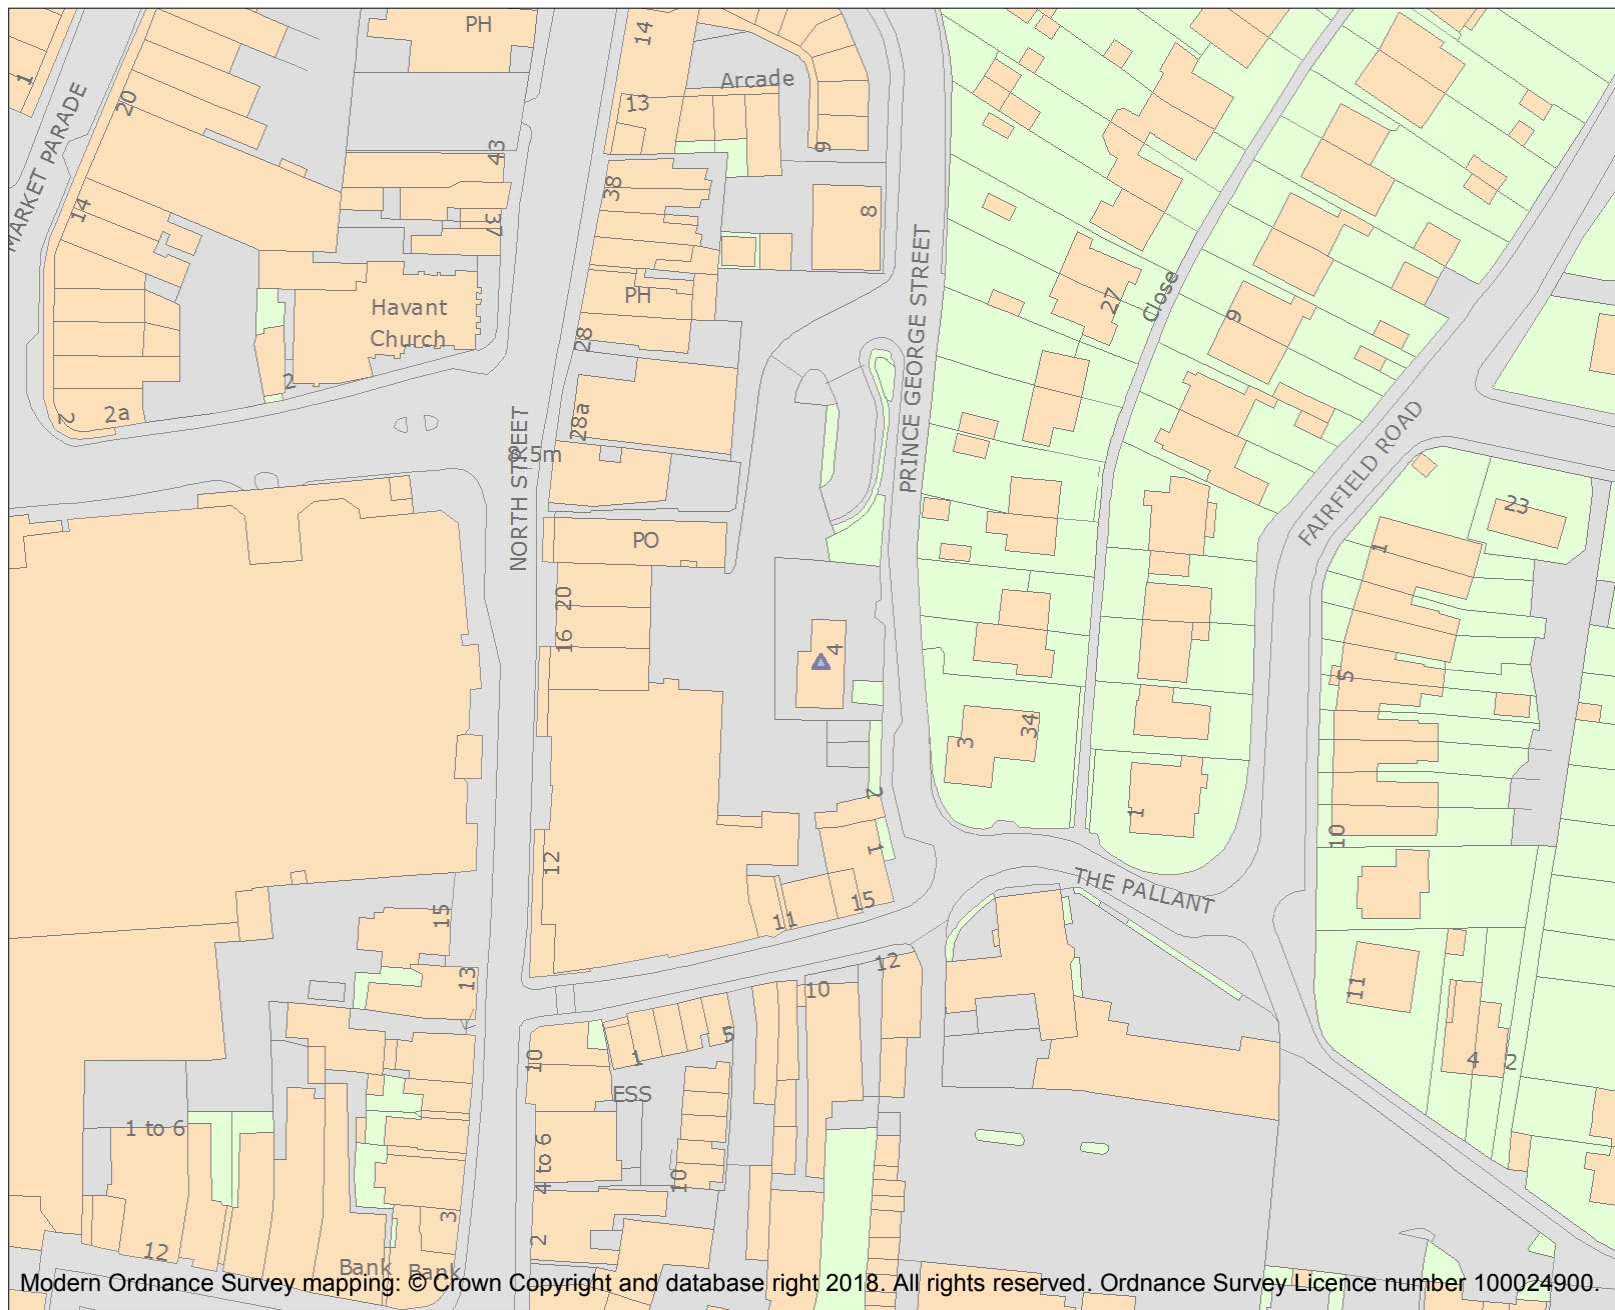 PH
14
1
Arcade
MARKET PARADE
20
13
43
9
38
14
37
8
PRINCE GEORGE STREET
Havant
Church
PH
27
Close
9
28
2
2
2a
28a
8.5m
NORTH STREET
FAIRFIELD ROAD
23
PO
1
20
16
4
5
3
34
2
1
10
12
1
THE PALLANT
15
11
15
12
13
11
10
5
1
10
ESS
4
2
1 to 6
4 to 6
10
3
2
12
Bank
Bank
Modern Ordnance Survey mapping: © Crown Copyright and database right 2018. All rights reserved. Ordnance Survey Licence number 100024900.